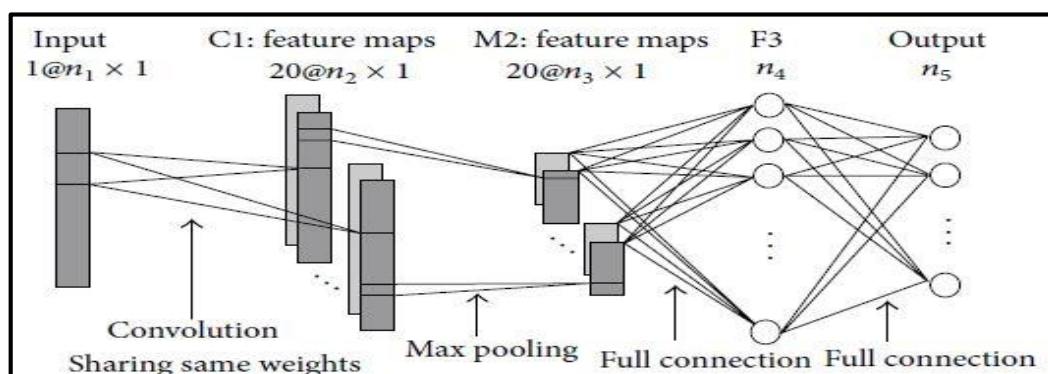 Input C1: feature maps M2: feature maps F3 Output
1@n₁ × 1 20@n₂ × 1 20@n₃ × 1 n₄ n₅
Convolution
Sharing same weights
Max pooling
Full connection
Full connection